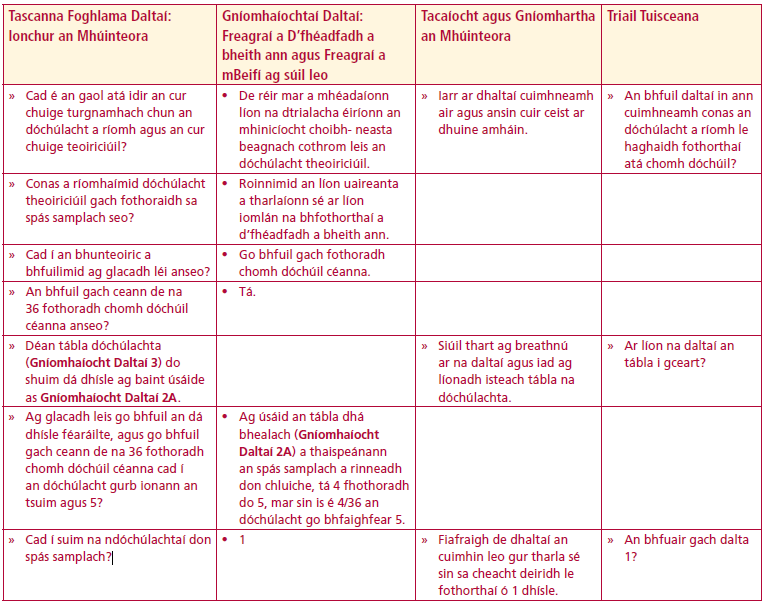 Tascanna Foghlama Daltaí:
Ionchur an Mhúinteora
Gníomhaíochtaí Daltaí:
Freagraí a D’fhéadfadh a
bheith ann agus Freagraí a
mBeifí ag súil leo
Tacaíocht agus Gníomhartha
an Mhúinteora
Triail Tuisceana
» Cad é an gaol atá idir an cur
chuige turgnamhach chun an
dóchúlacht a ríomh agus an cur
chuige teoiriciúil?
• De réir mar a mhéadaíonn
líon na dtrialacha éiríonn an
mhinicíocht choibh- neasta
beagnach cothrom leis an
dóchúlacht theoiriciúil.
» Iarr ar dhaltaí cuimhneamh
air agus ansin cuir ceist ar
dhuine amháin.
» An bhfuil daltaí in ann
cuimhneamh conas an
dóchúlacht a ríomh le
haghaidh fothorthaí
atá chomh dóchúil?
» Conas a ríomhaimid dóchúlacht
theoiriciúil gach fothoraidh sa
spás samplach seo?
• Roinnimid an líon uaireanta
a tharlaíonn sé ar líon
iomlán na bhfothorthaí a
d’fhéadfadh a bheith ann.
» Cad í an bhunteoiric a
bhfuilimid ag glacadh léi anseo?
• Go bhfuil gach fothoradh
chomh dóchúil céanna.
» An bhfuil gach ceann de na
36 fothoradh chomh dóchúil
céanna anseo?
• Tá.
» Déan tábla dóchúlachta
(Gníomhaíocht Daltaí 3) do
shuim dá dhísle ag baint úsáide
as Gníomhaíocht Daltaí 2A.
» Siúil thart ag breathnú
ar na daltaí agus iad ag
líonadh isteach tábla na
dóchúlachta.
» Ar líon na daltaí an
tábla i gceart?
» Ag glacadh leis go bhfuil an dá
dhísle féaráilte, agus go bhfuil
gach ceann de na 36 fothoradh
chomh dóchúil céanna cad í
an dóchúlacht gurb ionann an
tsuim agus 5?
• Ag úsáid an tábla dhá
bhealach (Gníomhaíocht
Daltaí 2A) a thaispeánann
an spás samplach a rinneadh
don chluiche, tá 4 fhothoradh
do 5, mar sin is é 4/36 an
dóchúlacht go bhfaighfear 5.
» Cad í suim na ndóchúlachtaí don
spás samplach?
• 1
» Fiafraigh de dhaltaí an
cuimhin leo gur tharla sé
sin sa cheacht deiridh le
fothorthaí ó 1 dhísle.
» An bhfuair gach dalta
1?